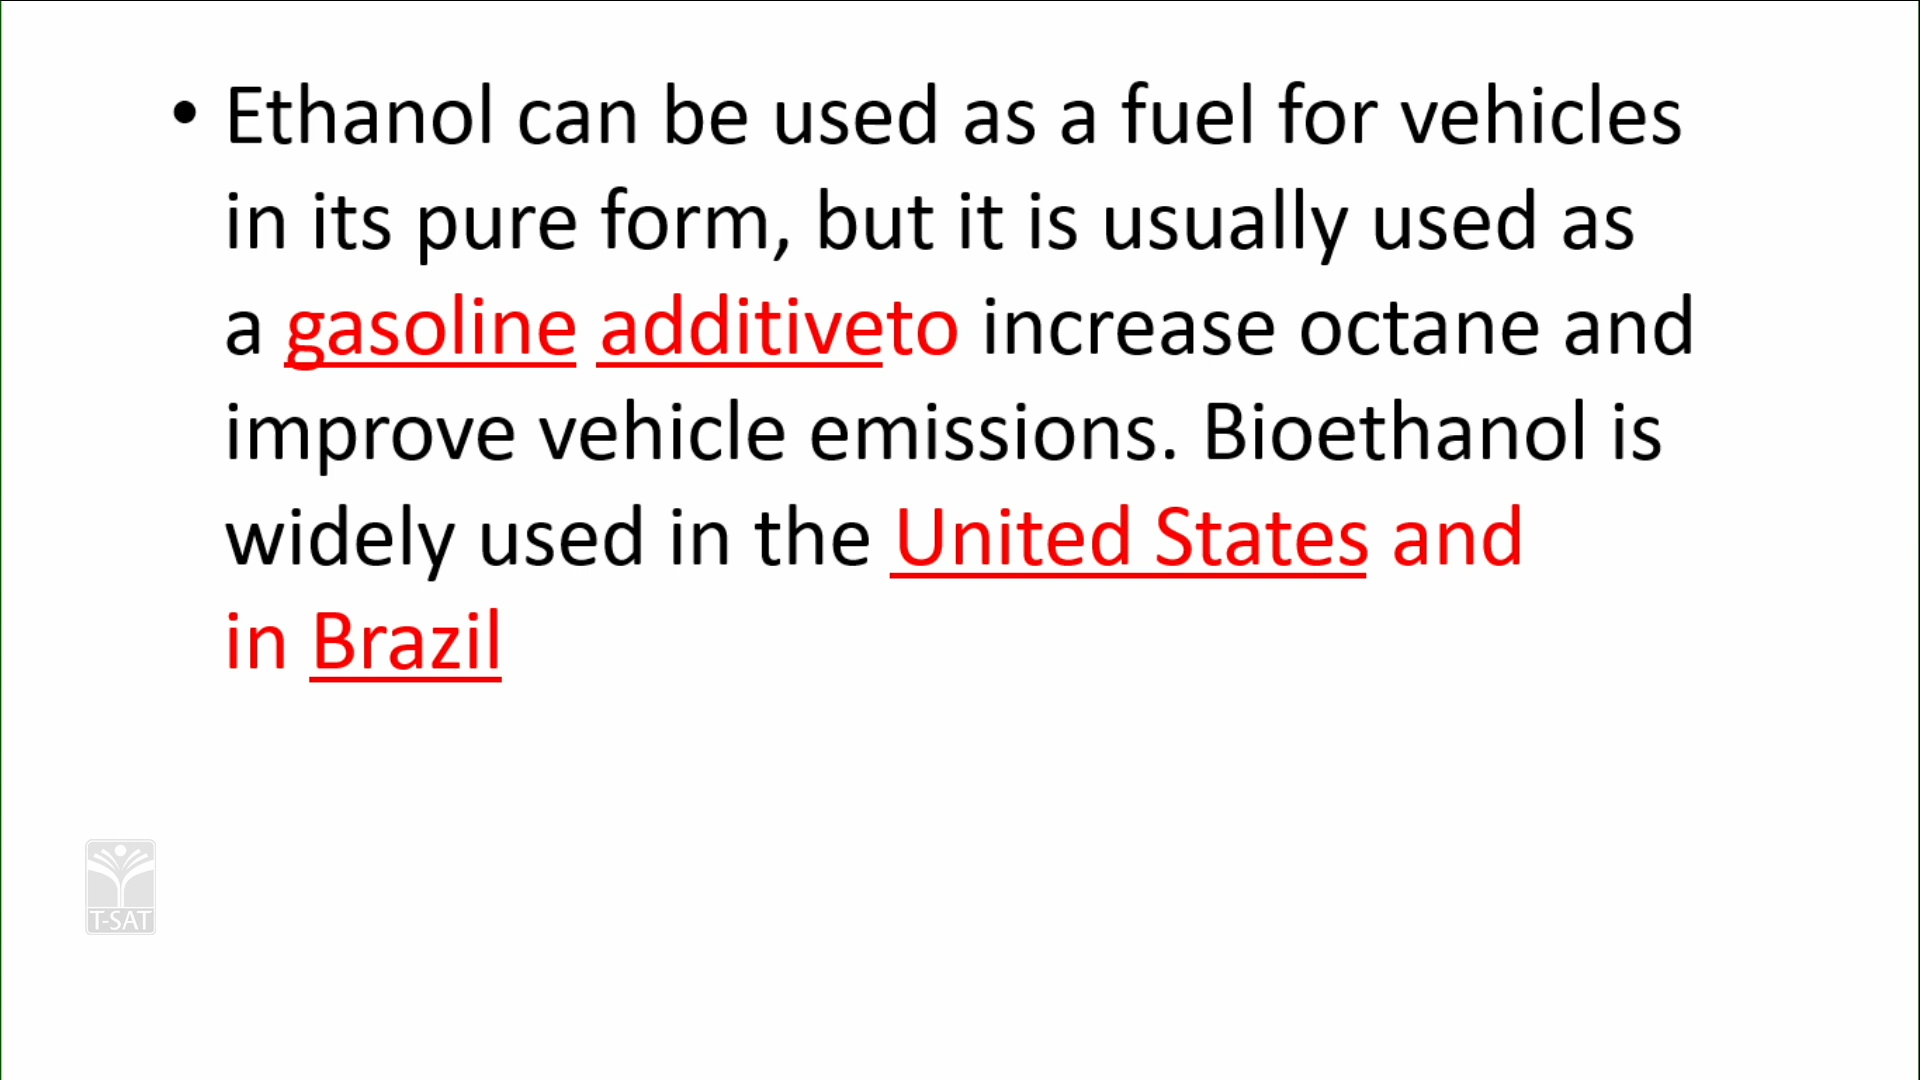 • Ethanol can be used as a fuel for vehicles
in its pure form, but it is usually used as
a gasoline additiveto increase octane and
improve vehicle emissions. Bioethanol is
widely used in the United States and
in Brazil
T-SAT